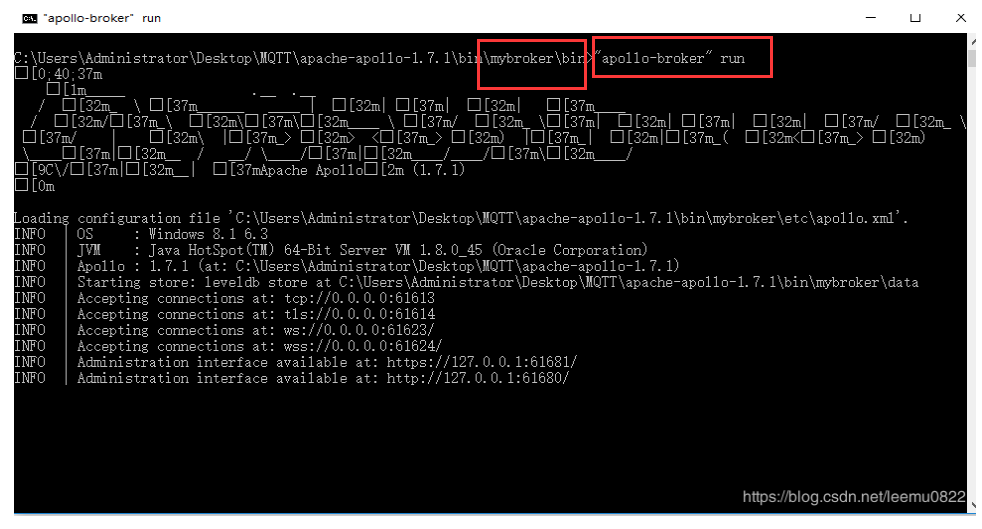 "apollo-broker" run
C:\Users\Administrator\Desktop\MQTT\apache-apollo-1.7.1\bin\mybroker\bin>"apollo-broker" run
□[0;40;37m
□[1m_____ .__ .__
/ □[32m_ \ □[37m______ ____ | □[32m| □[37m| □[32m| □[37m____
/ □[32m/□[37m_\ □[32m\□[37m\□[32m____ \ □[37m/ □[32m_ \□[37m| □[32m| □[37m| □[32m| □[37m/ □[32m_ \
□[37m/ | □[32m\ |□[37m_> □[32m> <□[37m_> □[32m) |□[37m_| □[32m|□[37m_( □[32m<□[37m_> □[32m)
\____□[37m|□[32m__ / __/ \____/□[37m|□[32m____/____/□[37m\□[32m____/
□[9C\/□[37m|□[32m__| □[37mApache Apollo□[2m (1.7.1)
□[0m
Loading configuration file 'C:\Users\Administrator\Desktop\MQTT\apache-apollo-1.7.1\bin\mybroker\etc\apollo.xml'.
INFO | OS : Windows 8.1 6.3
INFO | JVM : Java HotSpot(TM) 64-Bit Server VM 1.8.0_45 (Oracle Corporation)
INFO | Apollo : 1.7.1 (at: C:\Users\Administrator\Desktop\MQTT\apache-apollo-1.7.1)
INFO | Starting store: leveldb store at C:\Users\Administrator\Desktop\MQTT\apache-apollo-1.7.1\bin\mybroker\data
INFO | Accepting connections at: tcp://0.0.0.0:61613
INFO | Accepting connections at: tls://0.0.0.0:61614
INFO | Accepting connections at: ws://0.0.0.0:61623/
INFO | Accepting connections at: wss://0.0.0.0:61624/
INFO | Administration interface available at: https://127.0.0.1:61681/
INFO | Administration interface available at: http://127.0.0.1:61680/
https://blog.csdn.net/leemu0822